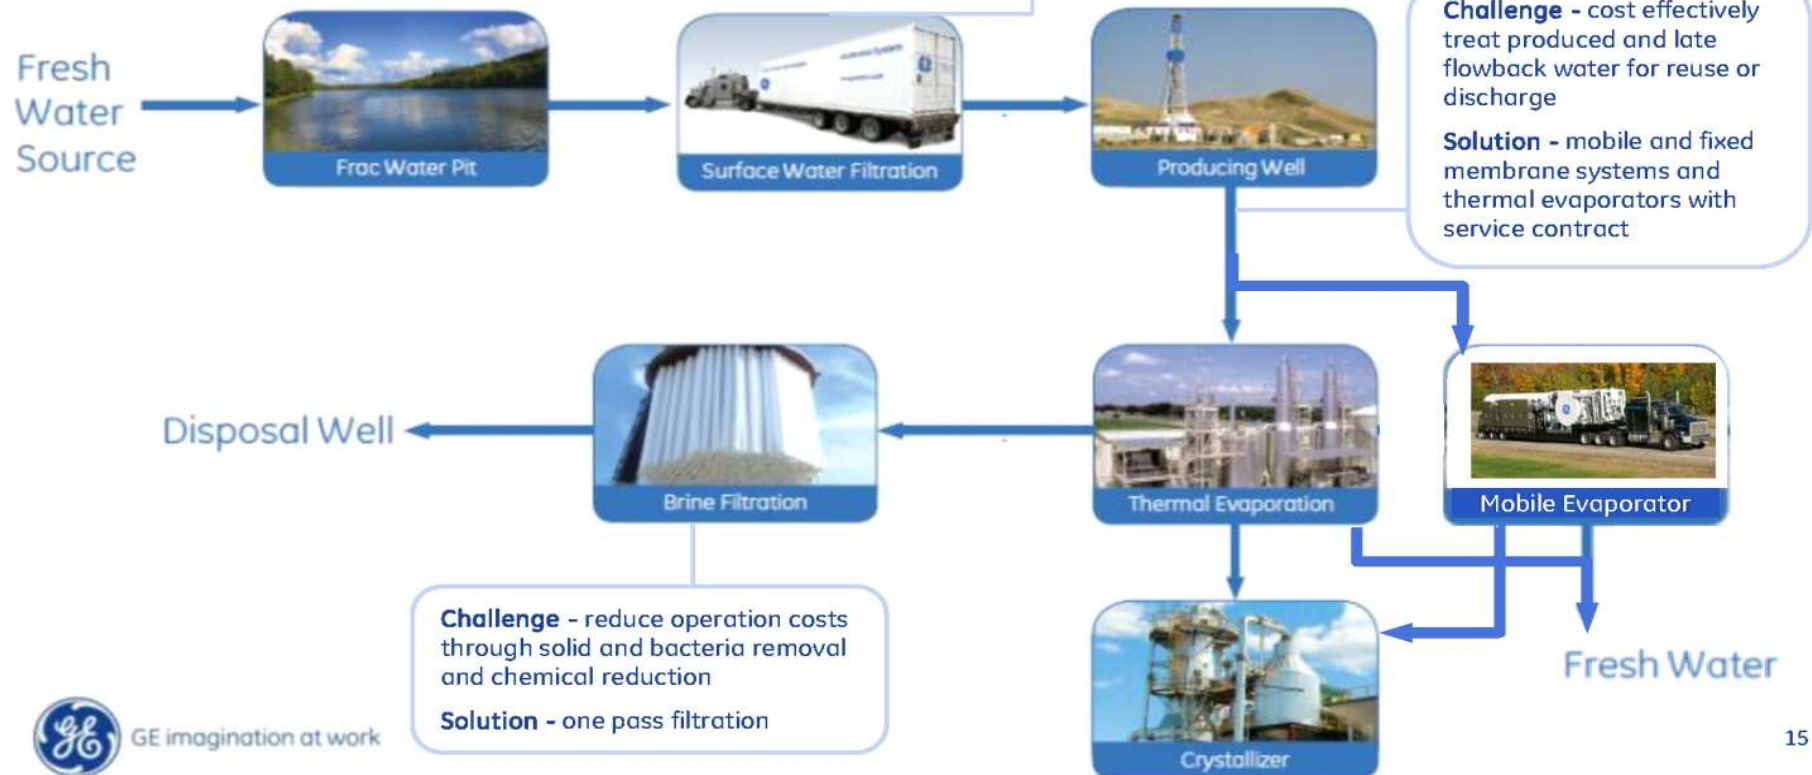 Fresh
Water
Source
Frac Water Pit
Surface Water Filtration
Producing Well
Challenge - cost effectively
treat produced and late
flowback water for reuse or
discharge
Solution - mobile and fixed
membrane systems and
thermal evaporators with
service contract
Disposal Well
Brine Filtration
Thermal Evaporation
Mobile Evaporator
Challenge - reduce operation costs
through solid and bacteria removal
and chemical reduction
Solution - one pass filtration
Crystallizer
Fresh Water
GE imagination at work
15